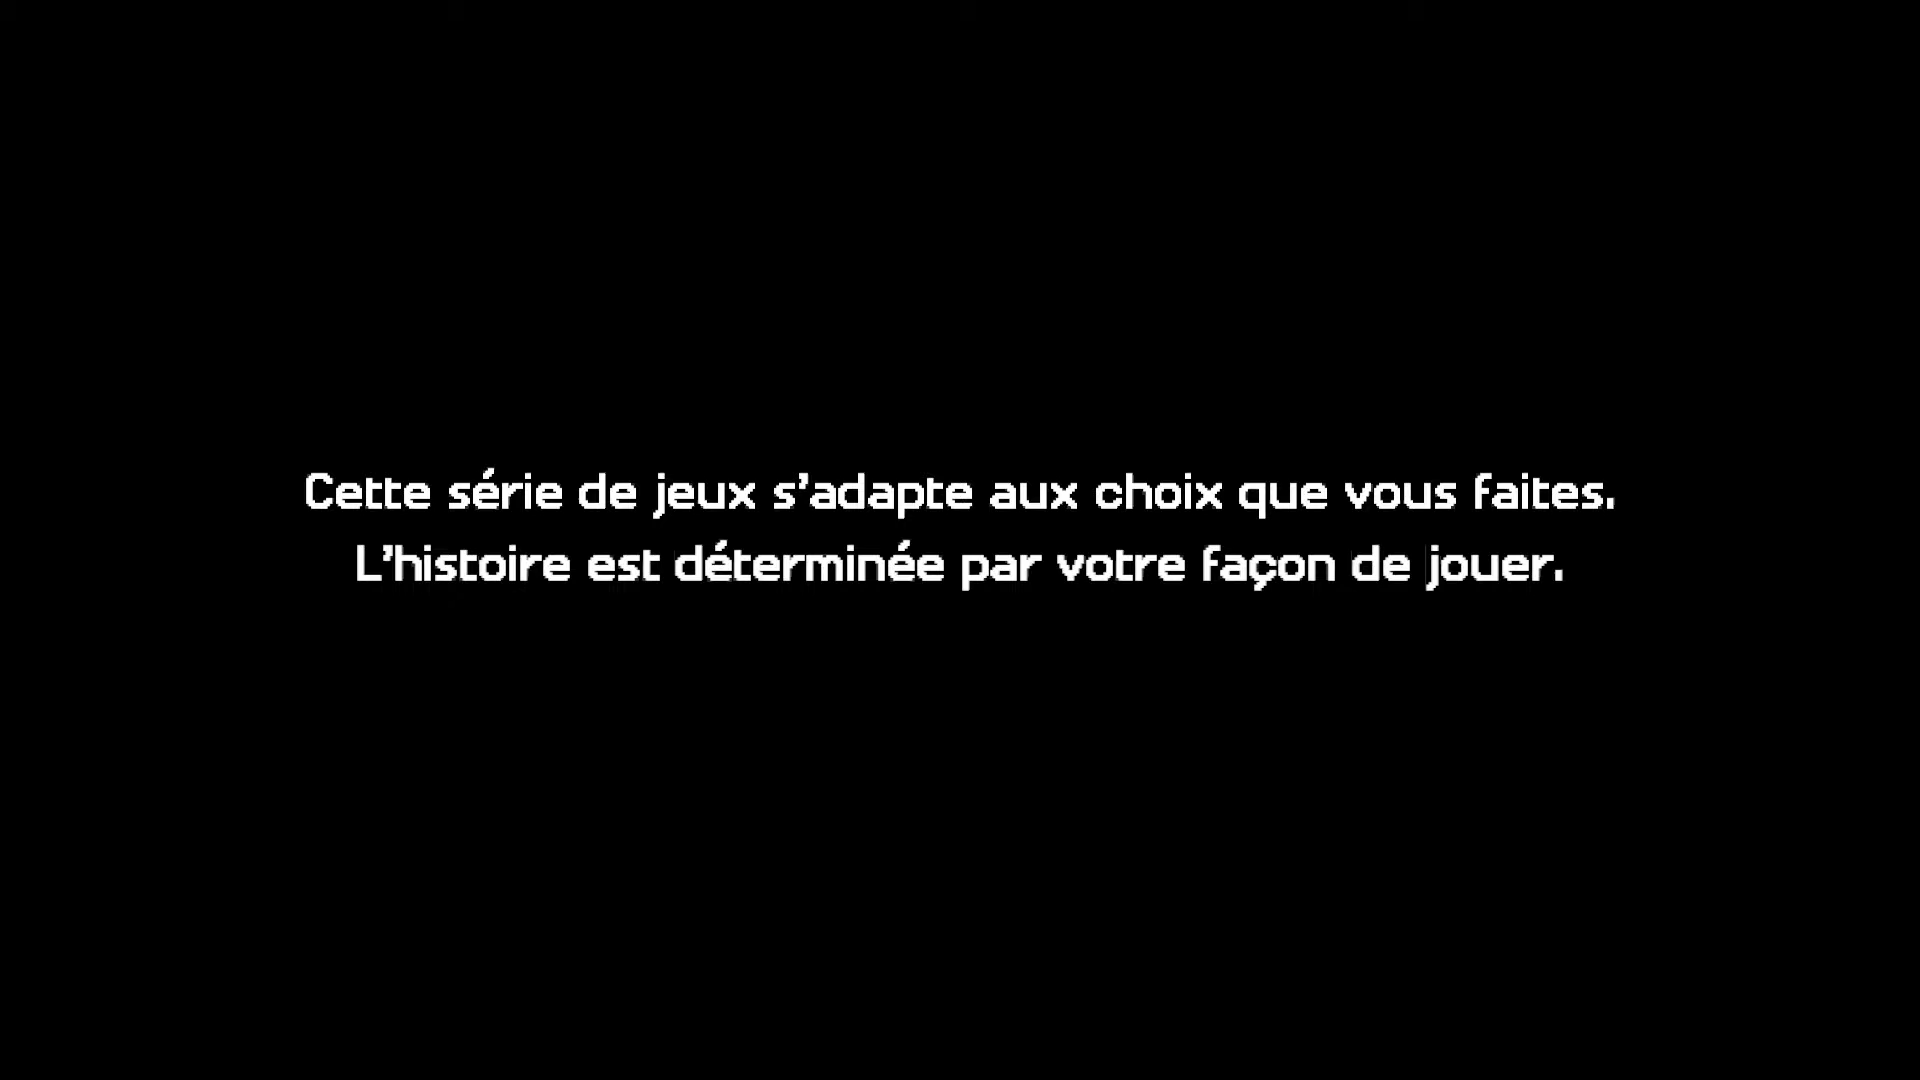 Cette série de jeux s'adapte aux choix que vous faites.
L'histoire est déterminée par votre façon de jouer.